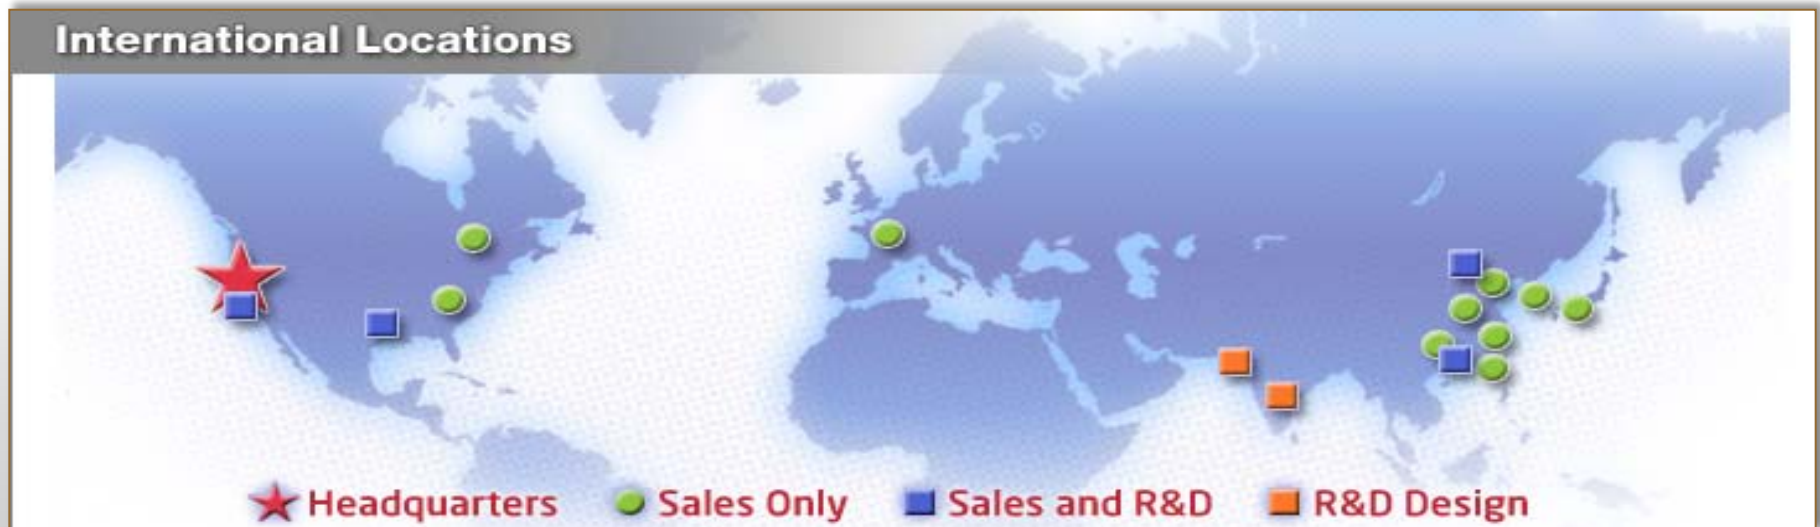 International Locations
Headquarters Sales Only Sales and R&D R&D Design